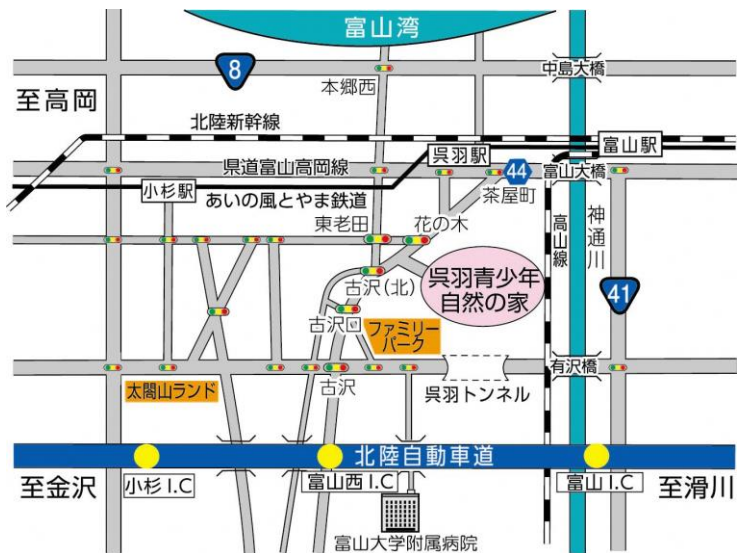 富山湾
8
中島大橋
本郷西
至高岡
北陸新幹線
富山駅
呉羽駅
県道富山高岡線
44
富山大橋
小杉駅
茶屋町
あいの風とやま鉄道
東老田
花の木
高山線
神通川
古沢(北)
呉羽青少年
自然の家
41
古沢口
ファミリー
パーク
有沢橋
太閤山ランド
古沢
呉羽トンネル
北陸自動車道
至金沢
小杉 I.C
富山西 I.C
富山 I.C
至滑川
富山大学附属病院